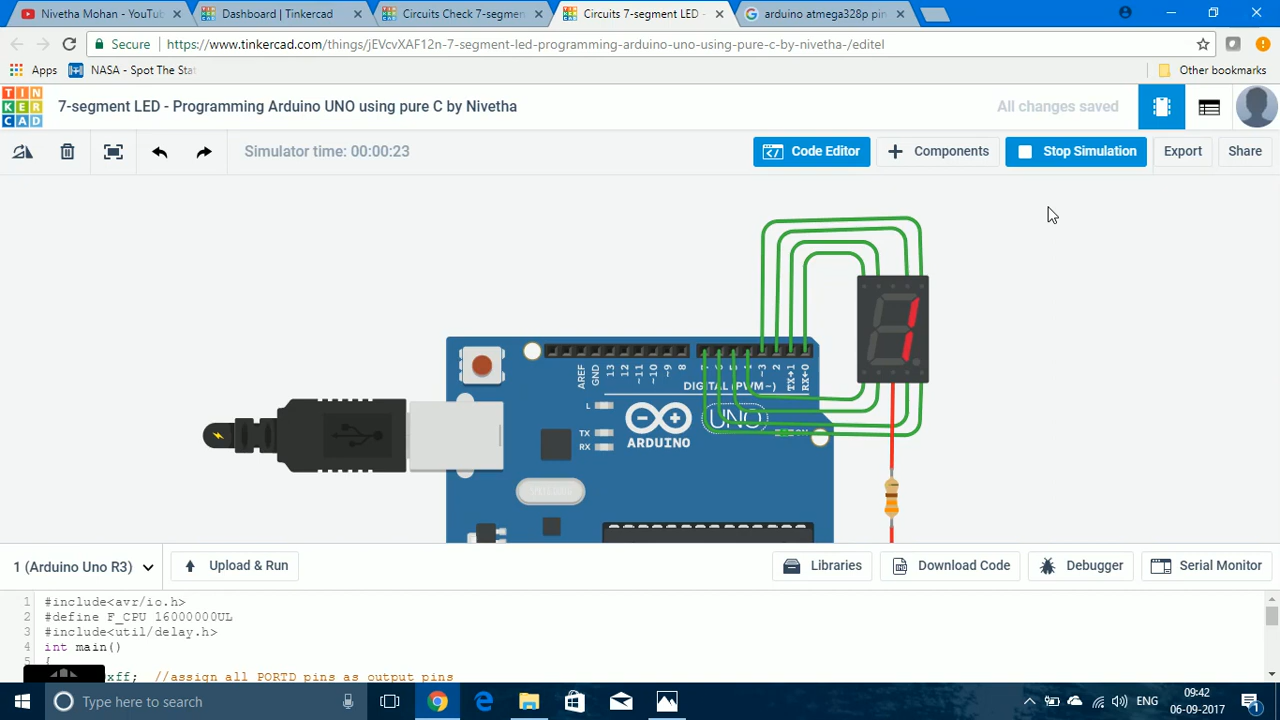 Nivetha Mohan - YouTu
Dashboard | Tinkercad
Circuits Check 7-segmen
Circuits 7-segment LED -
arduino atmega328p pin
Secure
https://www.tinkercad.com/things/jEVcvXAF12n-7-segment-led-programming-arduino-uno-using-pure-c-by-nivetha-/editel
Apps
NASA - Spot The Stat
Other bookmarks
TIN
KER
CAD
7-segment LED - Programming Arduino UNO using pure C by Nivetha
All changes saved
Simulator time: 00:00:23
Code Editor
Components
Stop Simulation
Export
Share
AREF
GND
13
12
~11
~10
~9
8
~3
2
TX→1
RX←0
DIGITAL (PWM~)
L
TX
RX
UNO
ARDUINO
1
1 (Arduino Uno R3)
Upload & Run
Libraries
Download Code
Debugger
Serial Monitor
1 #include<avr/io.h>
2 #define F_CPU 16000000UL
3 #include<util/delay.h>
4 int main()
5 {
xff; //assign all PORTD pins as output pins
Type here to search
ENG
09:42
06-09-2017
1